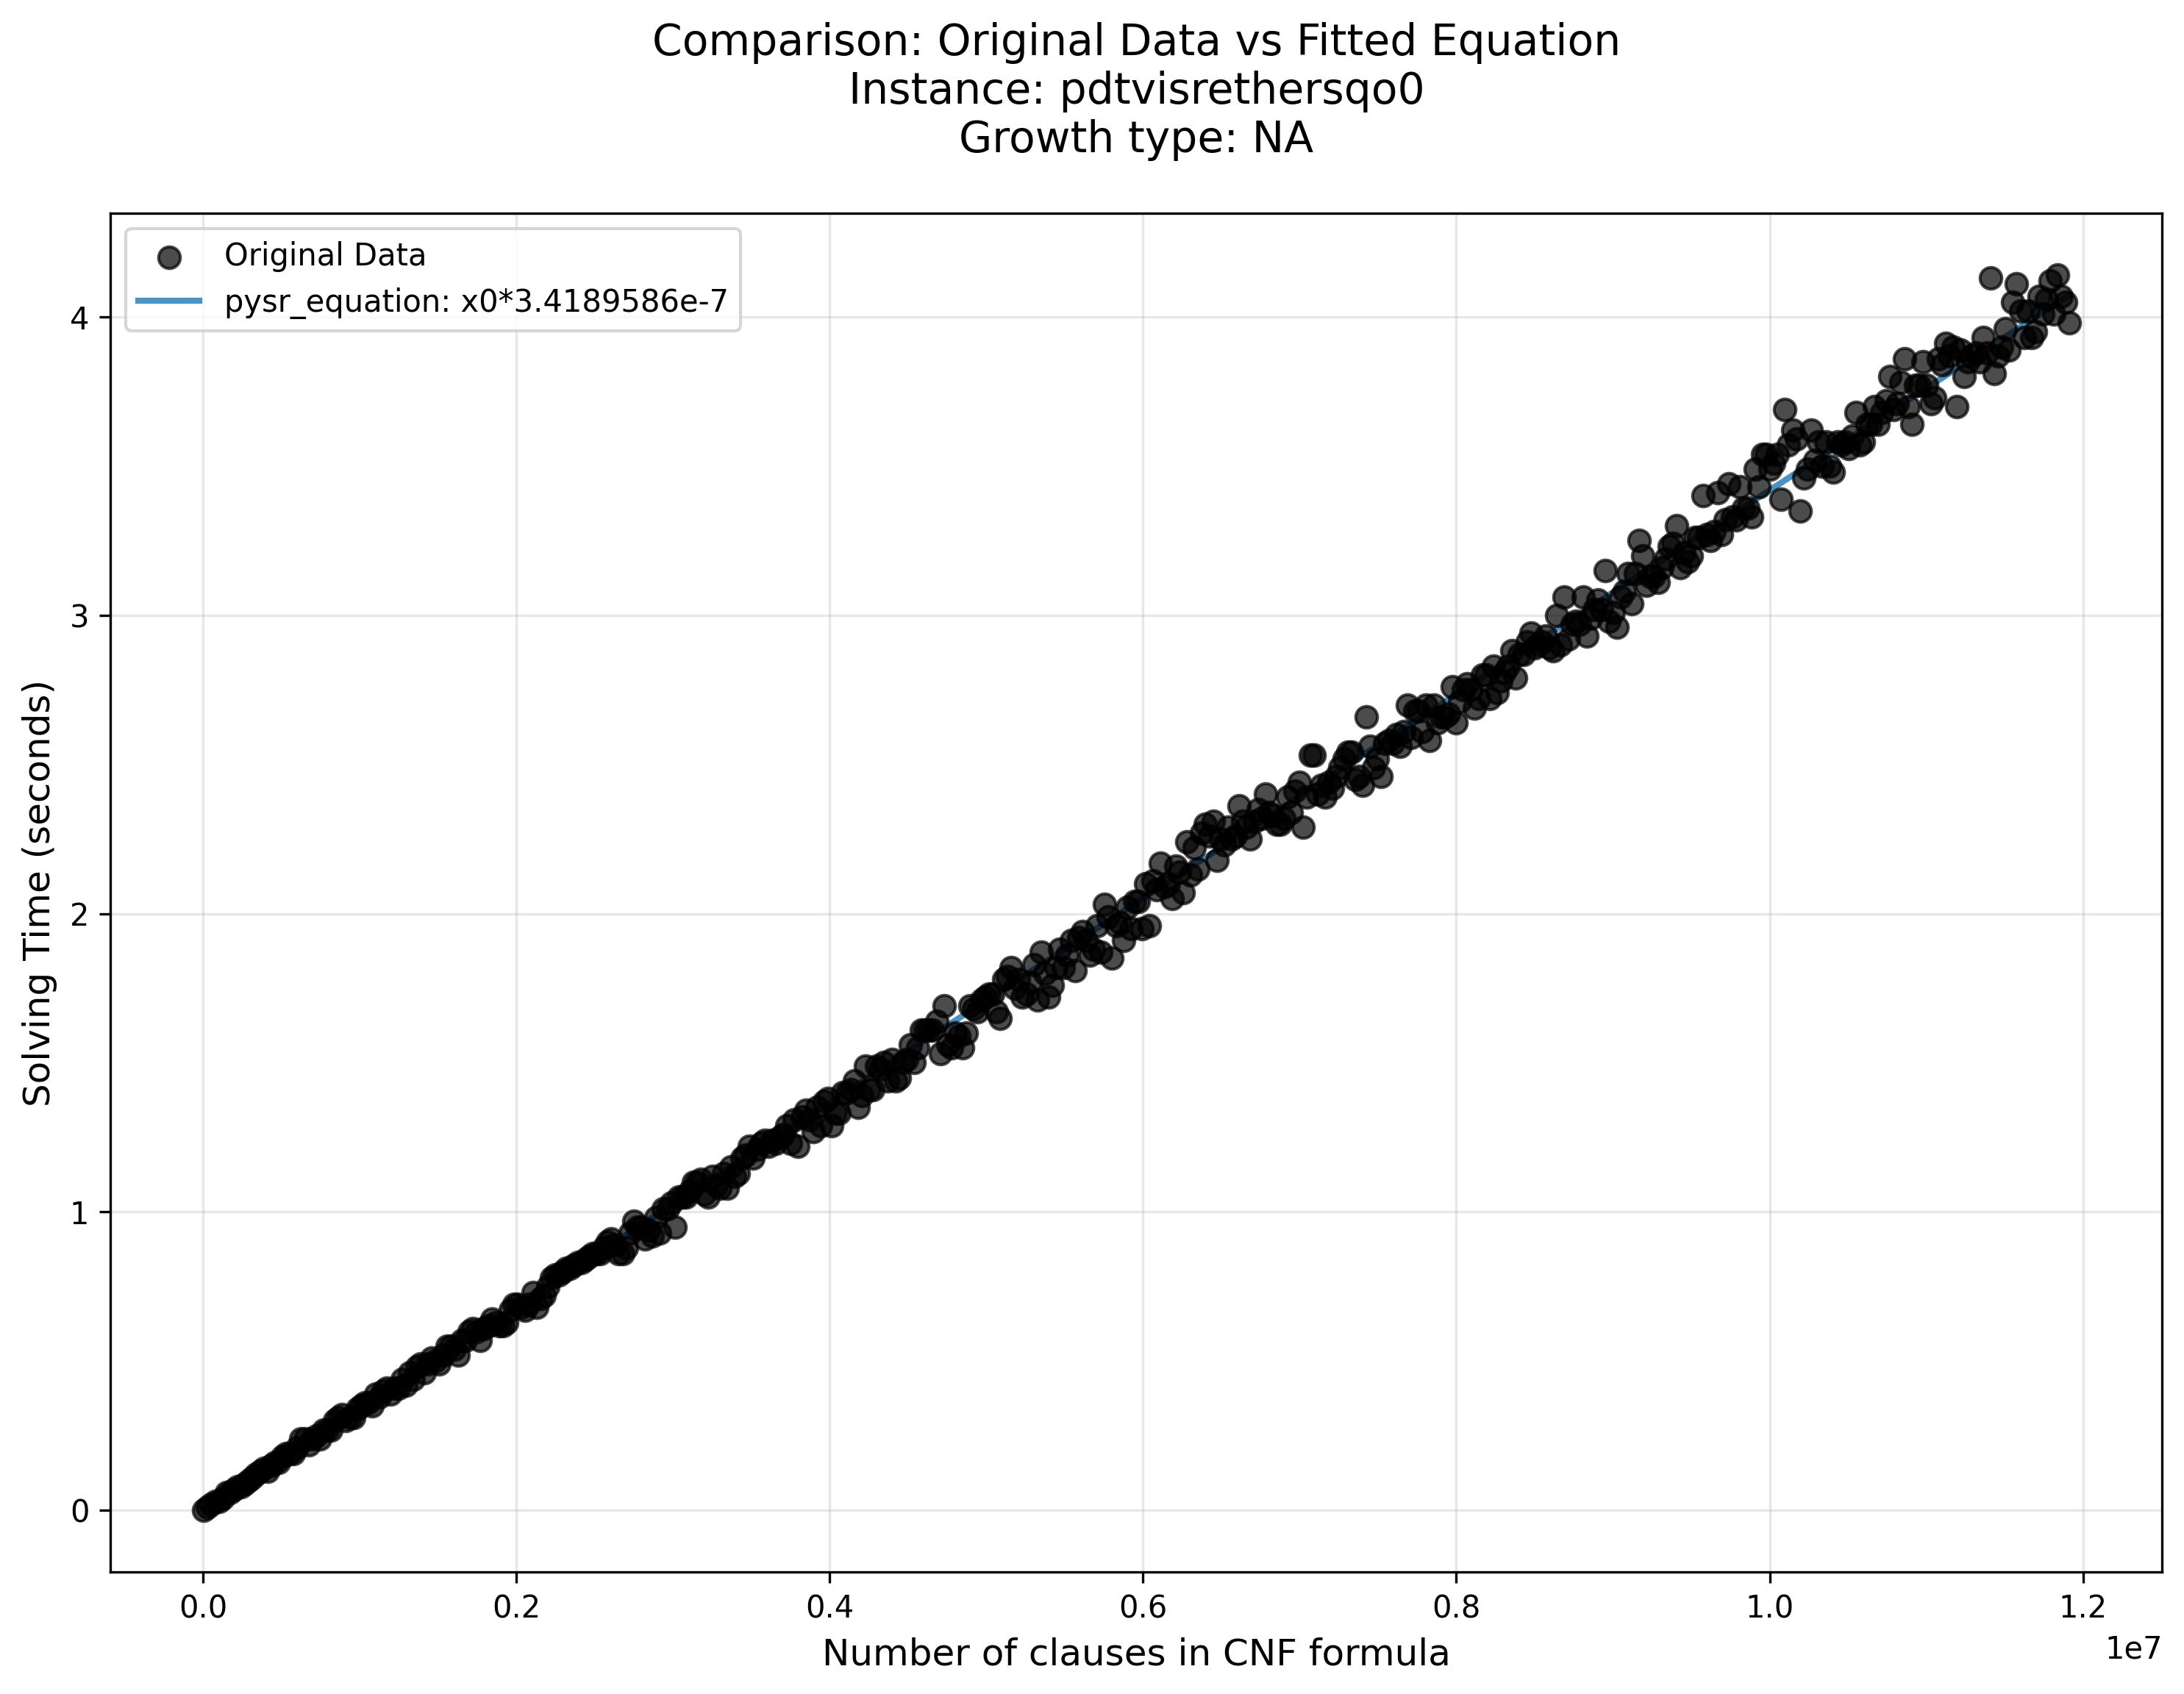 Comparison: Original Data vs Fitted Equation
Instance: pdtvisrethersqo0
Growth type: NA
Original Data
pysr_equation: x0*3.4189586e-7
Solving Time (seconds)
4
3
2
1
0
0.0 0.2 0.4 0.6 0.8 1.0 1.2
1e7
Number of clauses in CNF formula